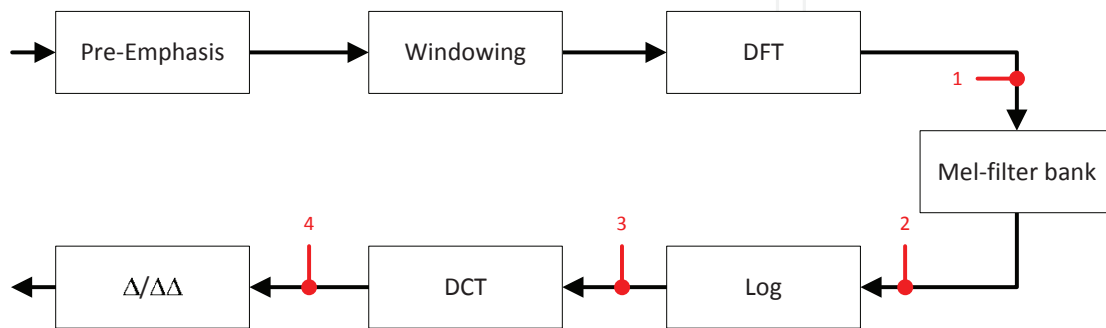 Pre-Emphasis
Windowing
DFT
1
Mel-filter bank
2
Log
3
DCT
4
Δ/ΔΔ